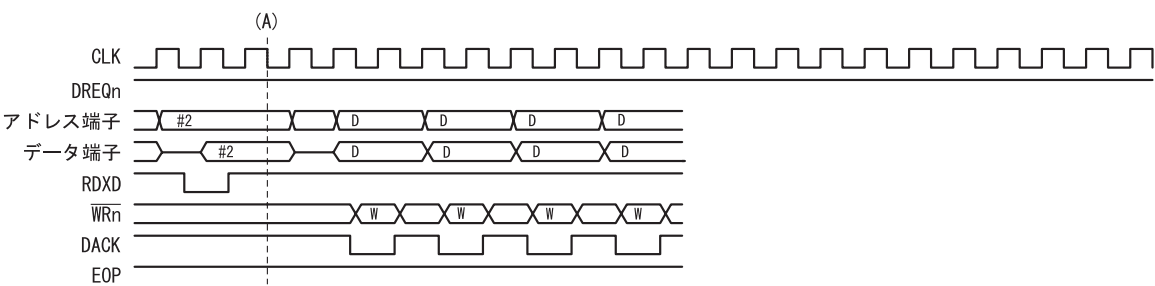 (A)
CLK
DREQn
アドレス端子 #2 D D D D
データ端子 #2 D D D D
RDXD
WRn W W W W
DACK
EOP